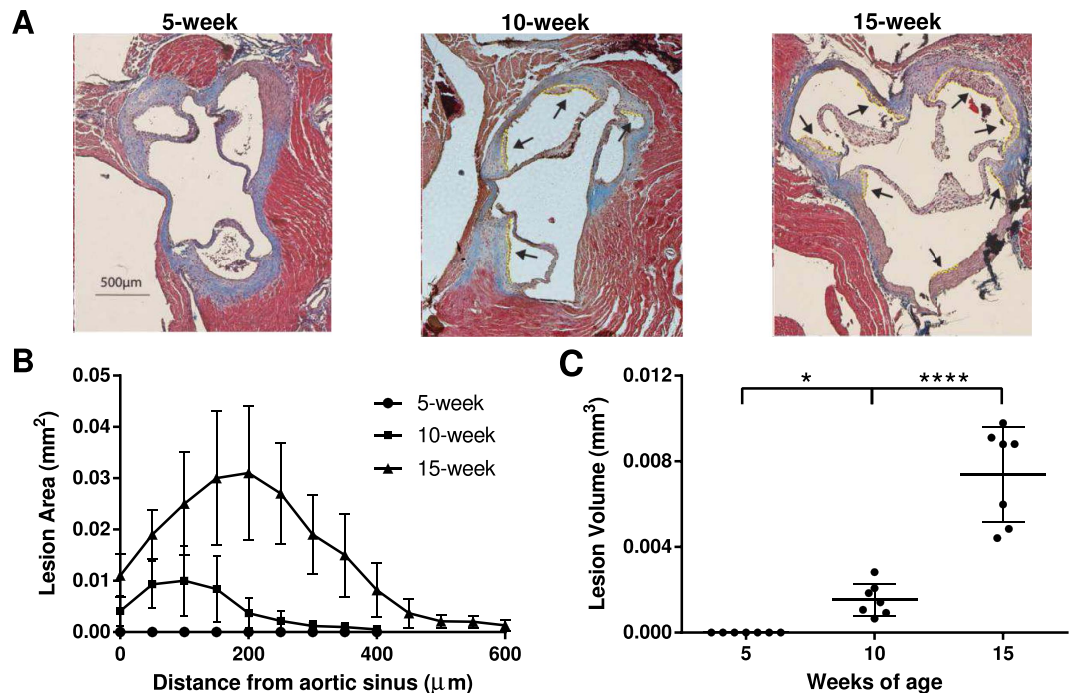 A
5-week
10-week
15-week
500μm
B
0.05
0.04
0.03
0.02
0.01
0.00
Lesion Area (mm²)
0
200
400
600
Distance from aortic sinus (μm)
5-week
10-week
15-week
C
0.012
0.008
0.004
0.000
Lesion Volume (mm³)
*
****
5
10
15
Weeks of age